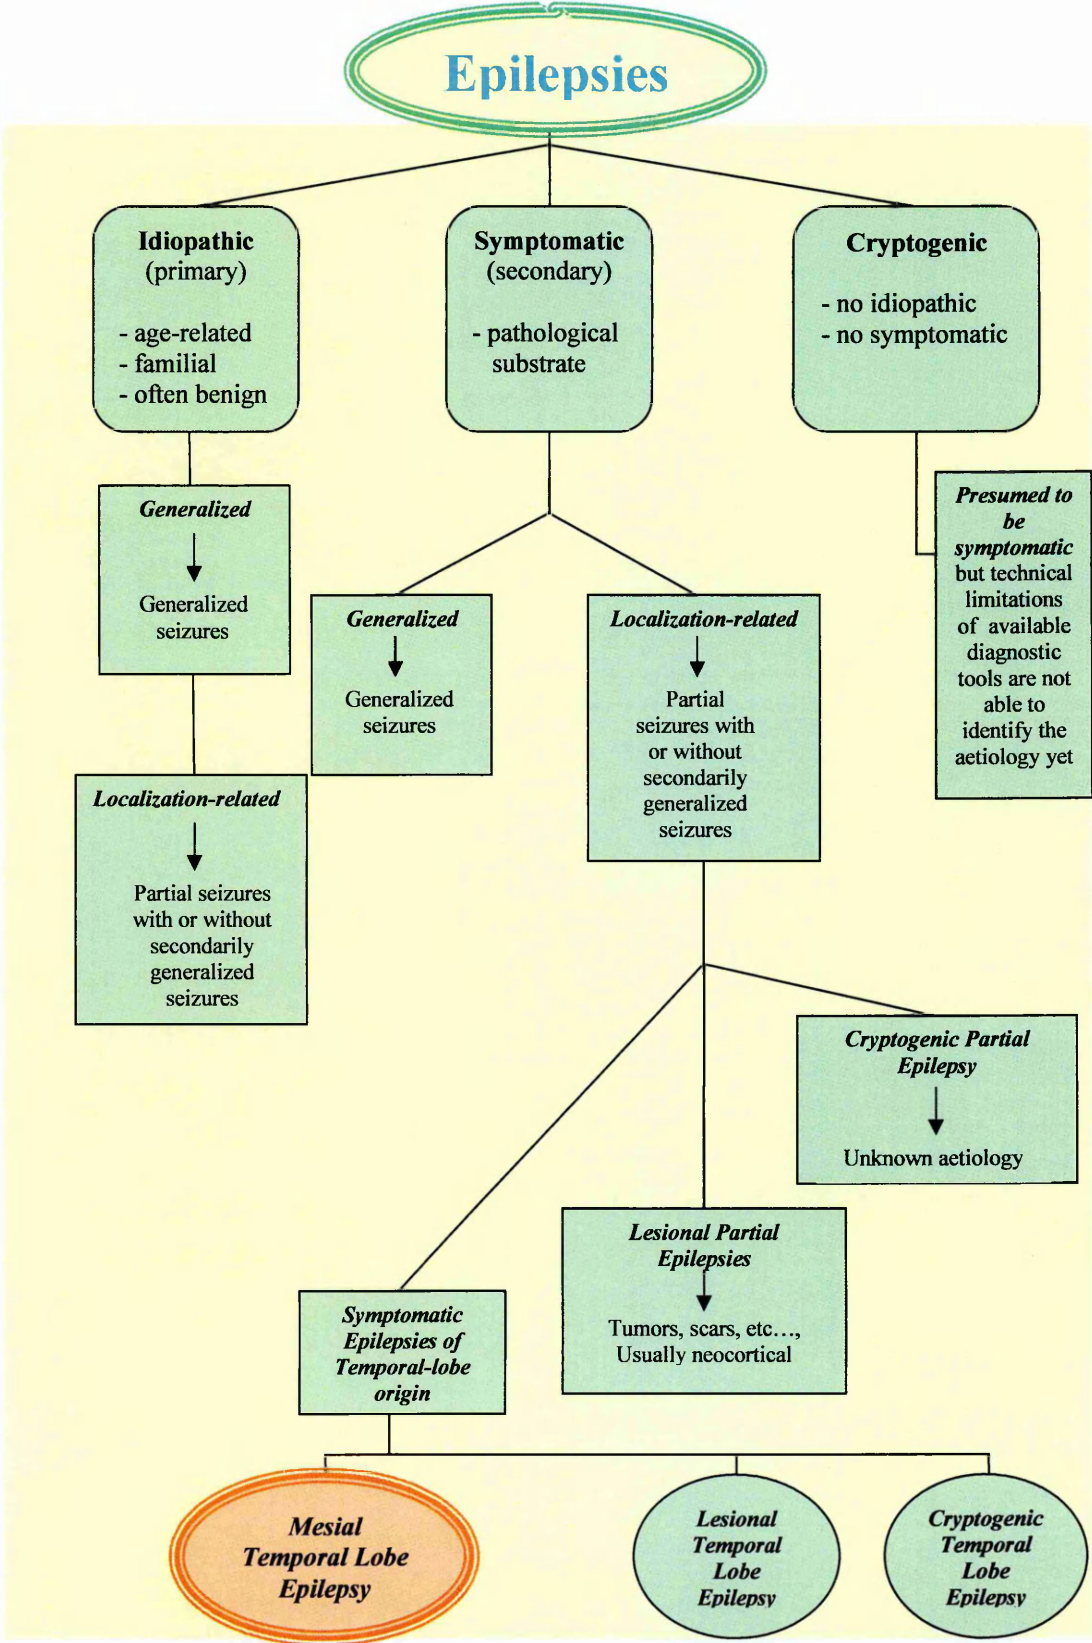 Epilepsies
Idiopathic
(primary)
- age-related
- familial
- often benign
Symptomatic
(secondary)
- pathological
substrate
Cryptogenic
- no idiopathic
- no symptomatic
Generalized
Generalized
seizures
Localization-related
Partial seizures
with or without
secondarily
generalized
seizures
Generalized
Generalized
seizures
Localization-related
Partial
seizures with
or without
secondarily
generalized
seizures
Presumed to
be
symptomatic
but technical
limitations
of available
diagnostic
tools are not
able to
identify the
aetiology yet
Cryptogenic Partial
Epilepsy
Unknown aetiology
Lesional Partial
Epilepsies
Tumors, scars, etc...,
Usually neocortical
Symptomatic
Epilepsies of
Temporal-lobe
origin
Mesial
Temporal Lobe
Epilepsy
Lesional
Temporal
Lobe
Epilepsy
Cryptogenic
Temporal
Lobe
Epilepsy